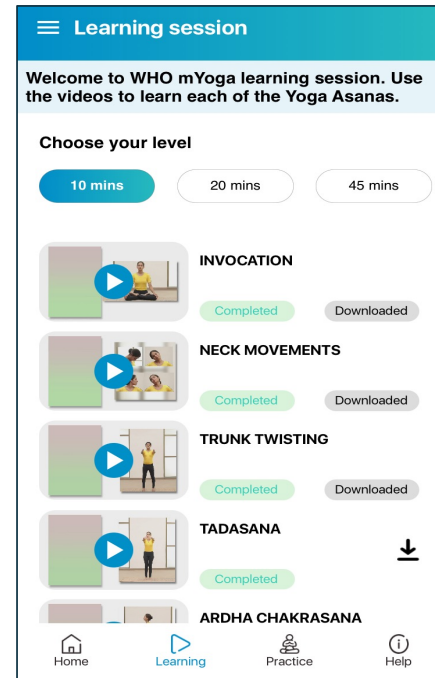 Learning session
Welcome to WHO mYoga learning session. Use
the videos to learn each of the Yoga Asanas.
Choose your level
10 mins 20 mins 45 mins
INVOCATION
Completed Downloaded
NECK MOVEMENTS
Completed Downloaded
TRUNK TWISTING
Completed Downloaded
TADASANA
Completed
ARDHA CHAKRASANA
Home Learning Practice Help